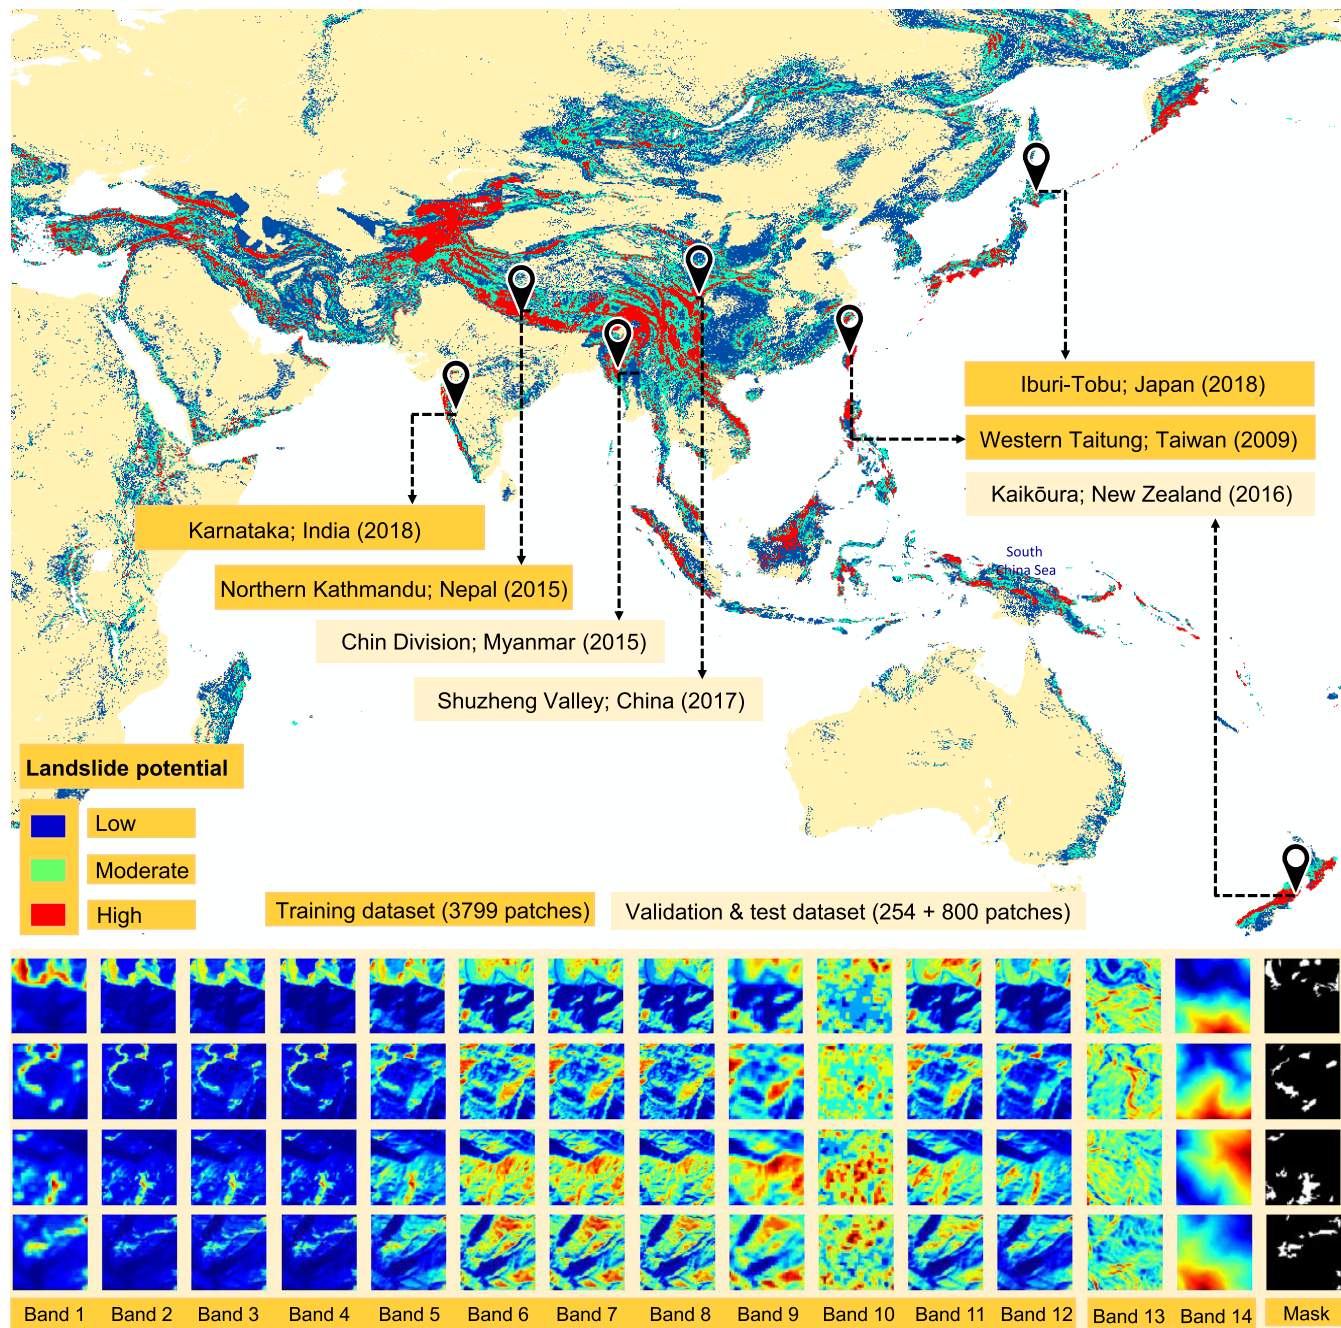 Iburi-Tobu; Japan (2018)
Western Taitung; Taiwan (2009)
Kaikōura; New Zealand (2016)
Karnataka; India (2018)
South
China Sea
Northern Kathmandu; Nepal (2015)
Chin Division; Myanmar (2015)
Shuzheng Valley; China (2017)
Landslide potential
Low
Moderate
High
Training dataset (3799 patches)
Validation & test dataset (254 + 800 patches)
Band 1 Band 2 Band 3 Band 4 Band 5 Band 6 Band 7 Band 8 Band 9 Band 10 Band 11 Band 12 Band 13 Band 14 Mask